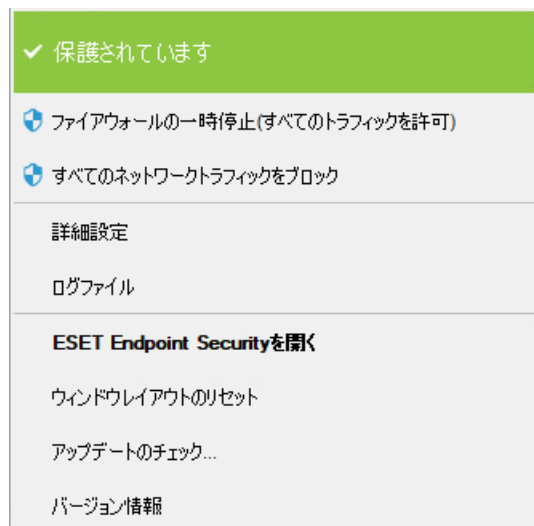 保護されています
ファイアウォールの一時停止(すべてのトラフィックを許可)
すべてのネットワークトラフィックをブロック
詳細設定
ログファイル
ESET Endpoint Securityを開く
ウィンドウレイアウトのリセット
アップデートのチェック...
バージョン情報